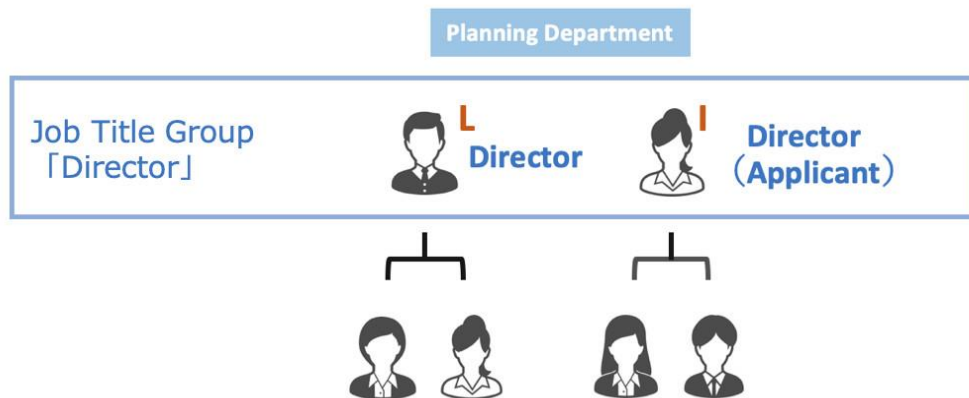 Planning Department
Job Title Group
「Director」
L
Director
I
Director
（Applicant）